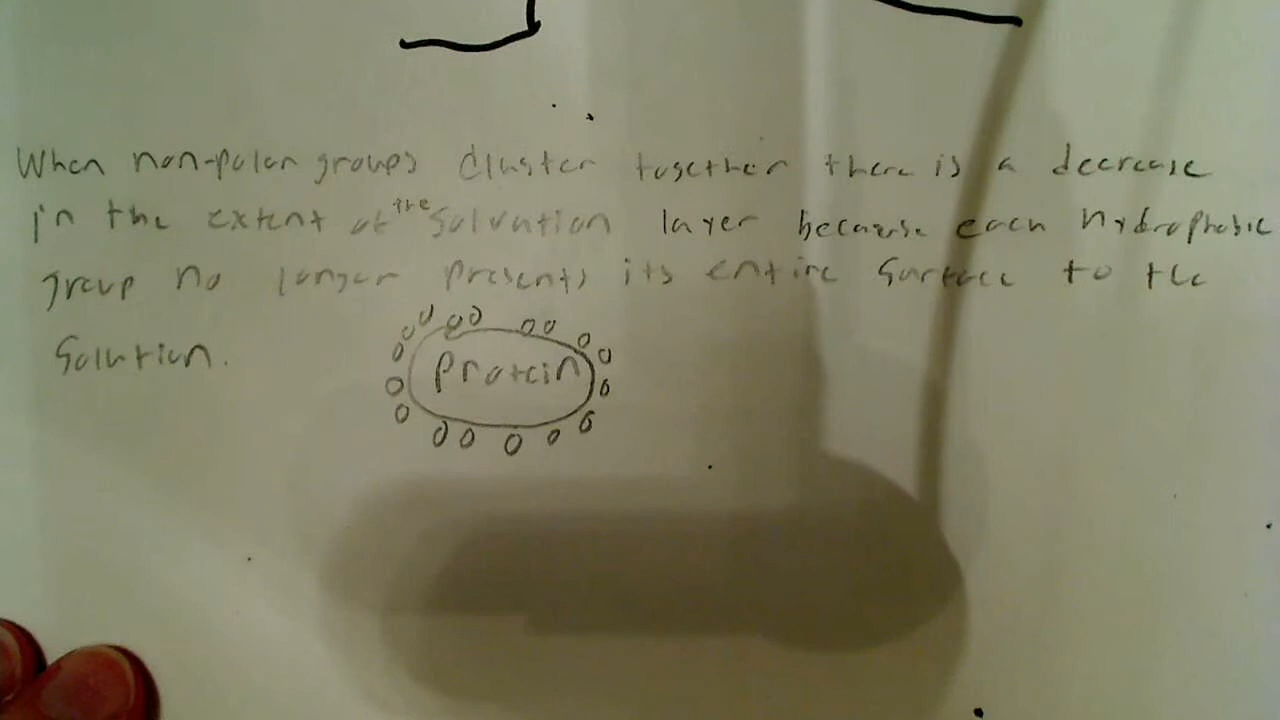 When non-polar groups cluster together there is a decrease
in the extent of the solvation layer because each hydrophobic
group no longer presents its entire surface to the
solution.
Protein